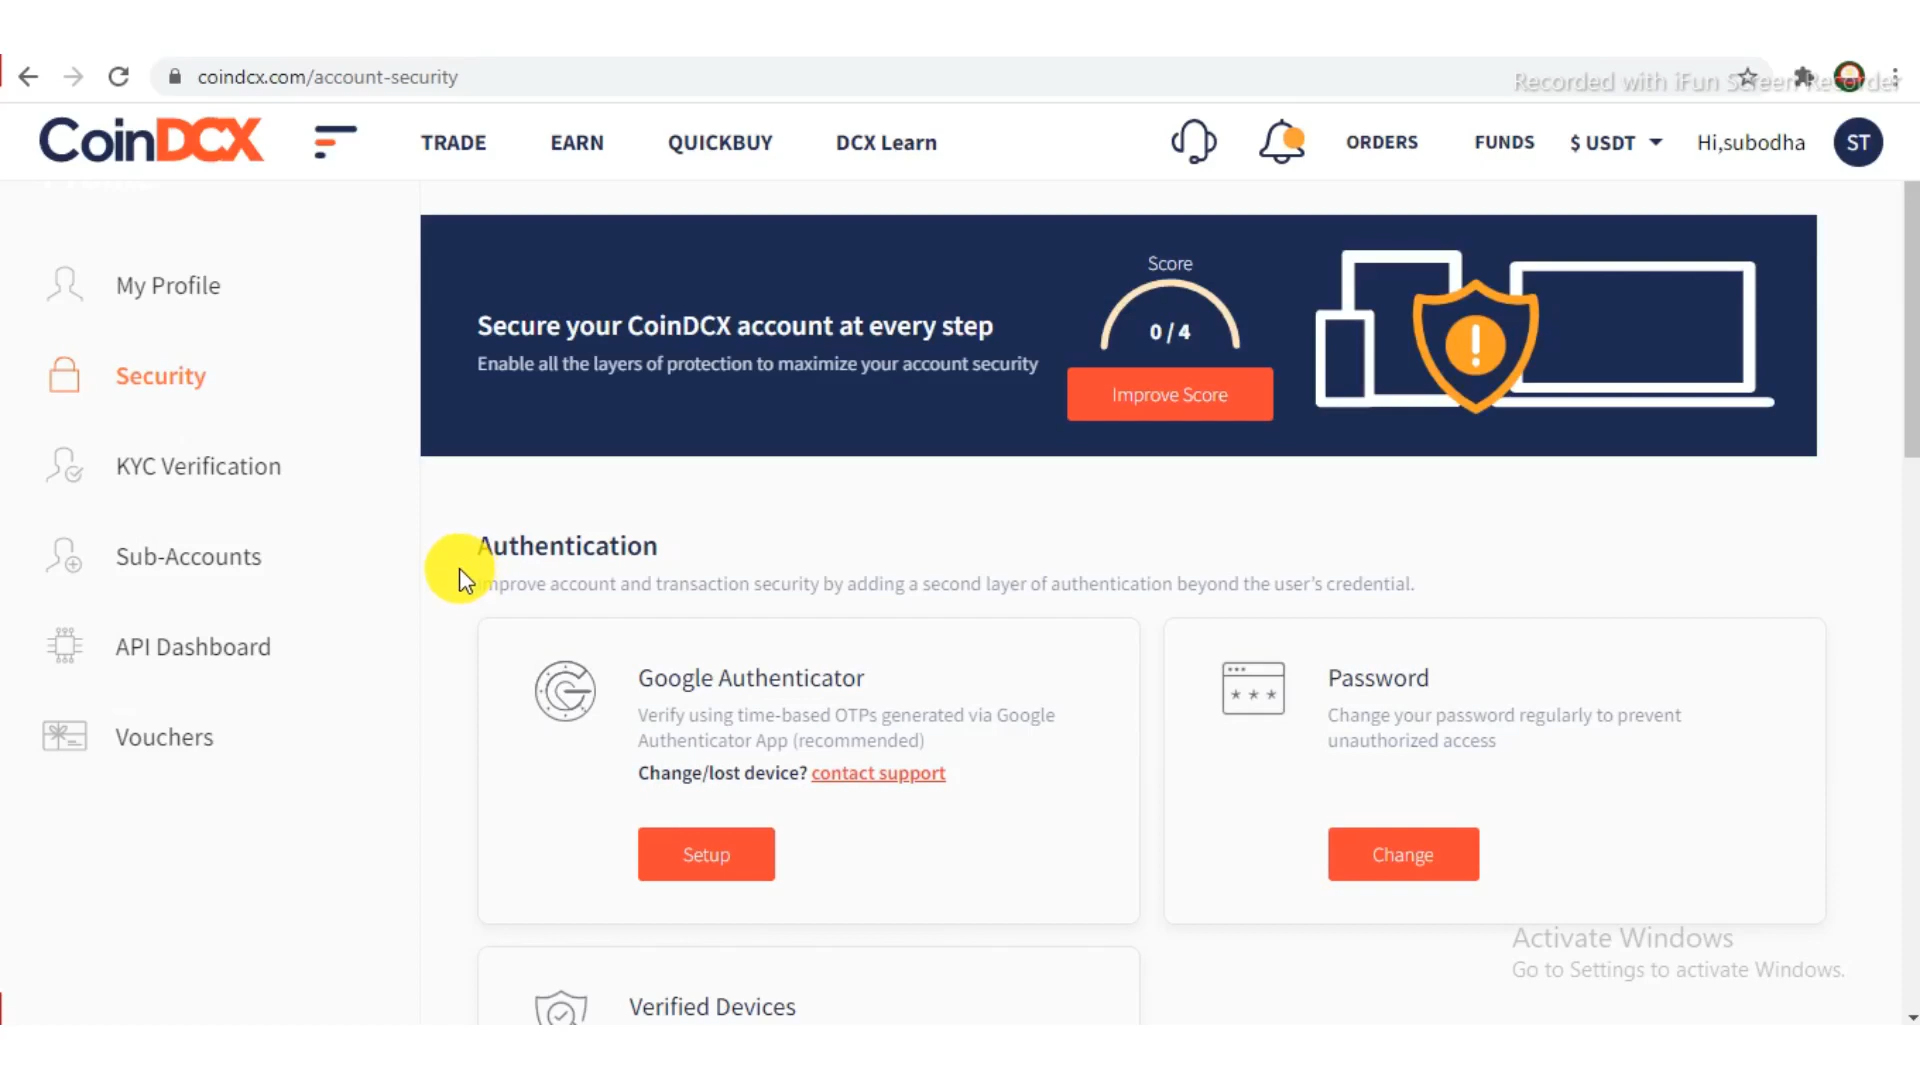 coindcx.com/account-security
Recorded with iFun Screen Recorder
CoinDCX
TRADE
EARN
QUICKBUY
DCX Learn
ORDERS
FUNDS
$ USDT
Hi,subodha
ST
My Profile
Security
KYC Verification
Sub-Accounts
API Dashboard
Vouchers
Secure your CoinDCX account at every step
Enable all the layers of protection to maximize your account security
Score
0 / 4
Improve Score
Authentication
Improve account and transaction security by adding a second layer of authentication beyond the user's credential.
Google Authenticator
Verify using time-based OTPs generated via Google
Authenticator App (recommended)
Change/lost device? contact support
Setup
Password
Change your password regularly to prevent
unauthorized access
* * *
Change
Verified Devices
Activate Windows
Go to Settings to activate Windows.